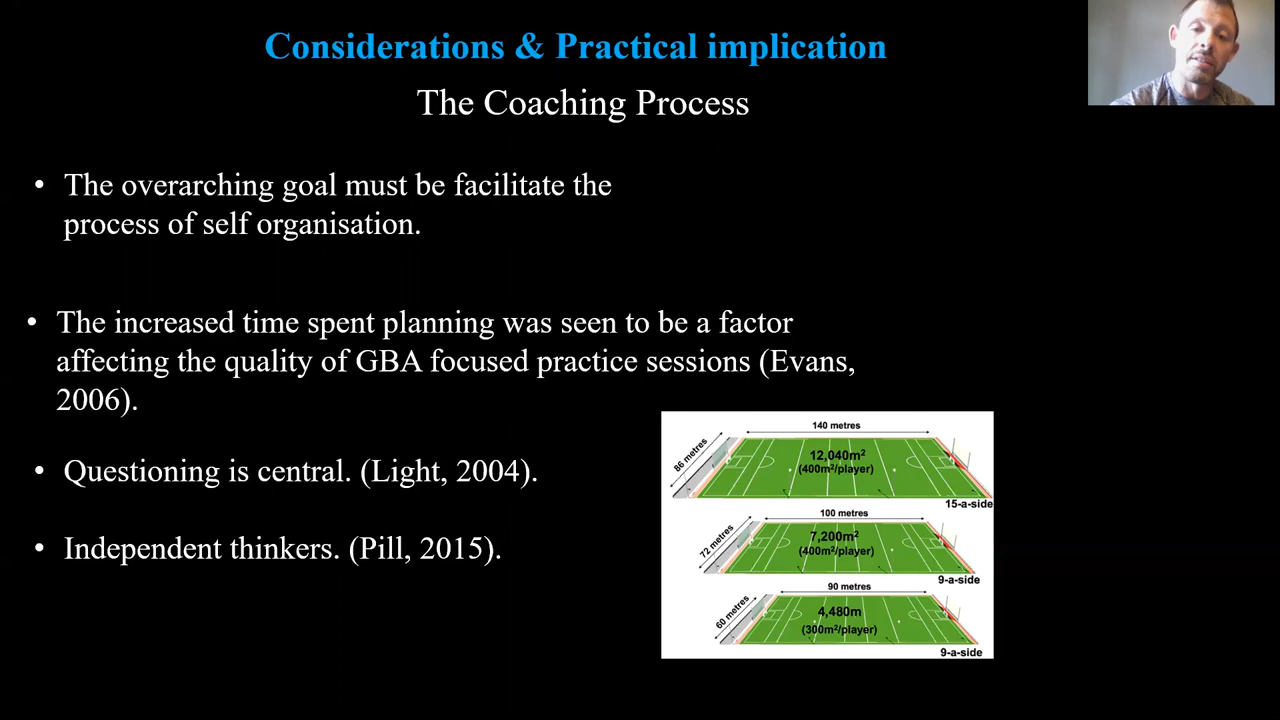 Considerations & Practical implication
The Coaching Process
• The overarching goal must be facilitate the
process of self organisation.
• The increased time spent planning was seen to be a factor
affecting the quality of GBA focused practice sessions (Evans,
2006).
• Questioning is central. (Light, 2004).
• Independent thinkers. (Pill, 2015).
140 metres
86 metres
12,040m²
(400m²/player)
15-a-side
100 metres
72 metres
7,200m²
(400m²/player)
9-a-side
90 metres
60 metres
4,480m
(300m²/player)
9-a-side